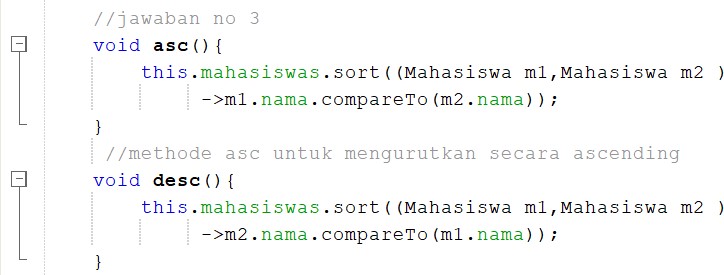 //jawaban no 3
void asc(){
this.mahasiswas.sort((Mahasiswa m1,Mahasiswa m2 )
->m1.nama.compareTo(m2.nama));
}
//methode asc untuk mengurutkan secara ascending
void desc(){
this.mahasiswas.sort((Mahasiswa m1,Mahasiswa m2 )
->m2.nama.compareTo(m1.nama));
}